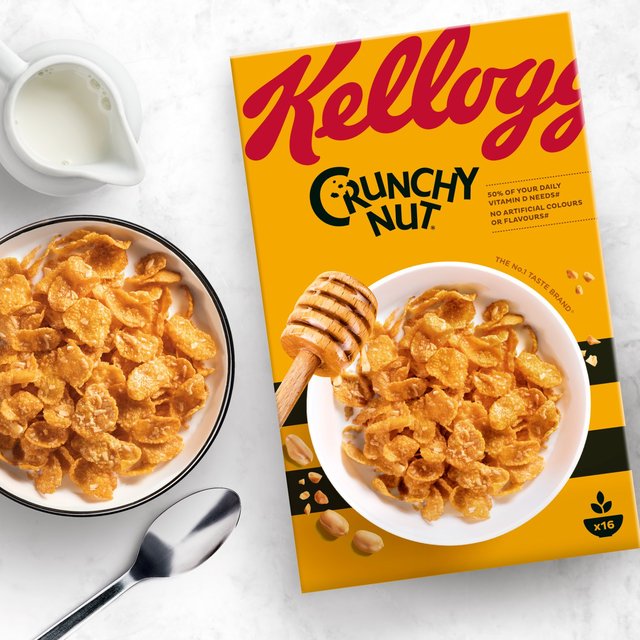 Kellogg
CRUNCHY
NUT
50% OF YOUR DAILY
VITAMIN D NEEDS#
NO ARTIFICIAL COLOURS
OR FLAVOURS#
THE No.1 TASTE BRAND
x16